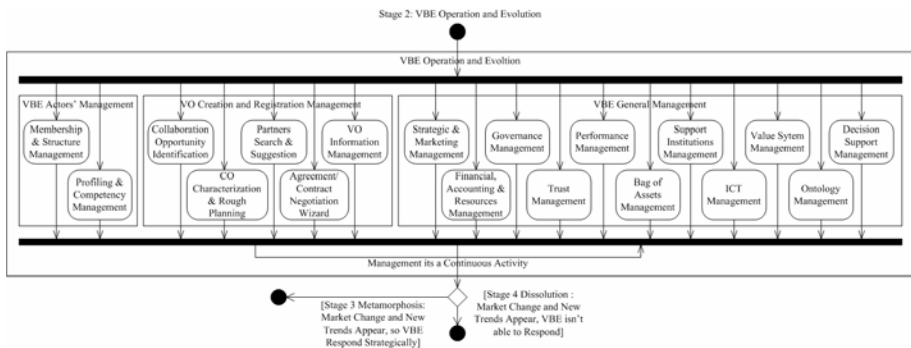 Stage 2: VBE Operation and Evolution
VBE Operation and Evoltion
VBE Actors' Management
Membership
& Structure
Management
Profiling &
Competency
Management
VO Creation and Registration Management
Collaboration
Opportunity
Identification
CO
Characterization
& Rough
Planning
Partners
Search &
Suggestion
Agreement/
Contract
Negotiation
Wizard
VO
Information
Management
VBE General Management
Strategic &
Marketing
Management
Financial,
Accounting &
Resources
Management
Governance
Management
Trust
Management
Performance
Management
Bag of
Assets
Management
Support
Institutions
Management
ICT
Management
Value Sytem
Management
Ontology
Management
Decision
Support
Management
Management its a Continuous Activity
[Stage 3 Metamorphosis:
Market Change and New
Trends Appear, so VBE
Respond Strategically]
[Stage 4 Dissolution :
Market Change and New
Trends Appear, VBE isn't
able to Respond]